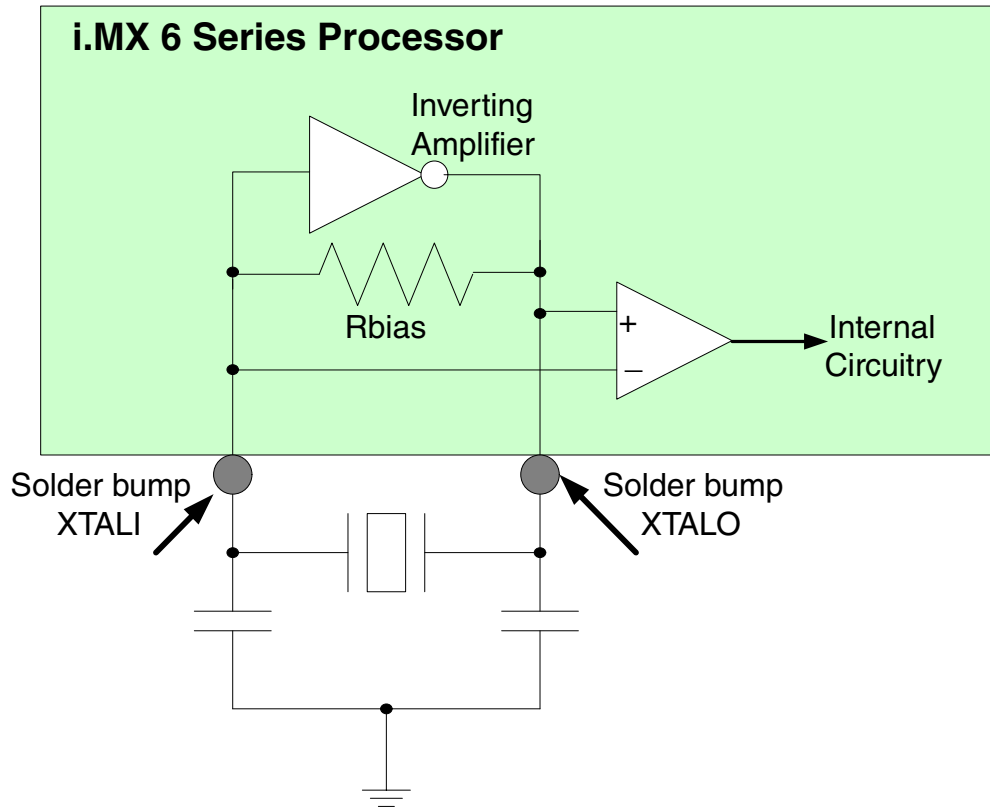 i.MX 6 Series Processor
Inverting
Amplifier
Rbias
+
–
Internal
Circuitry
Solder bump
XTALI
Solder bump
XTALO